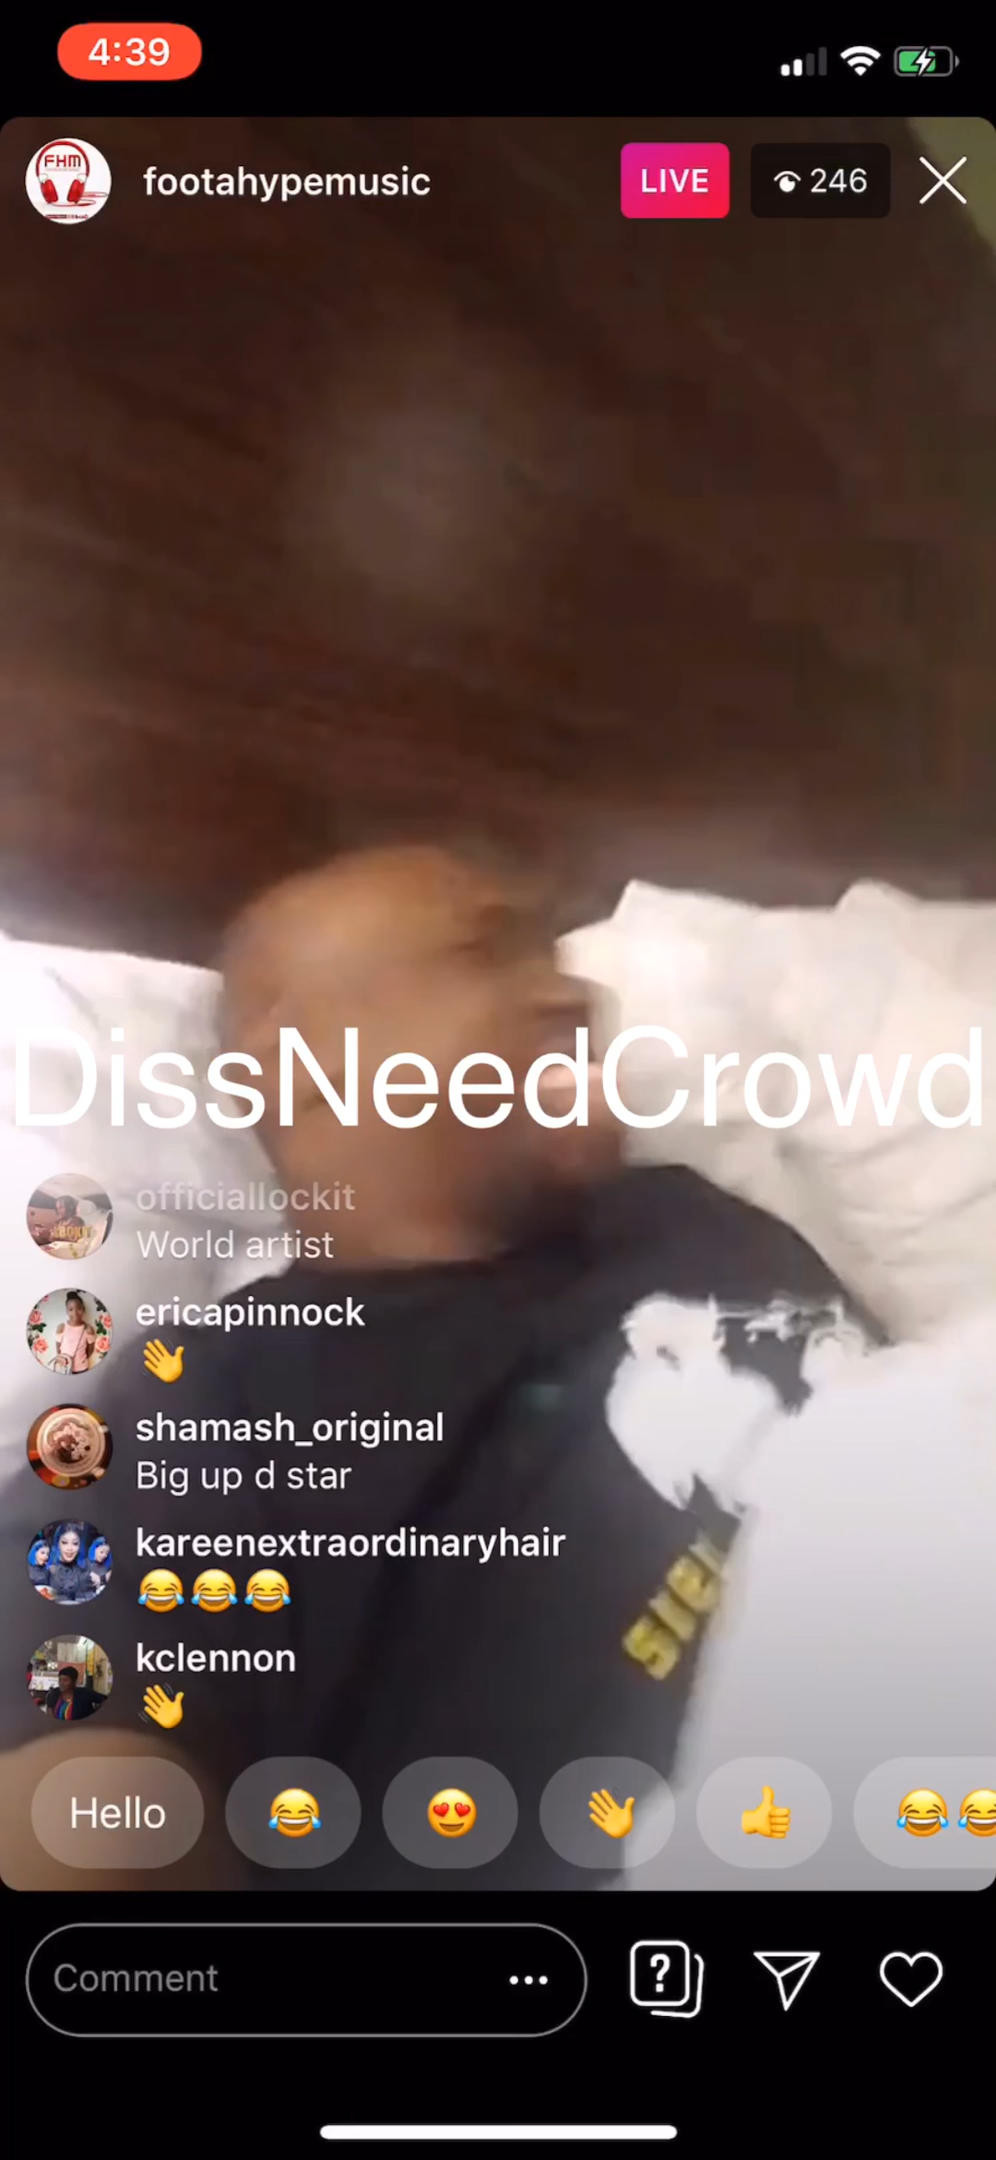 4:39
FHM
footahypemusic
LIVE
246
DissNeedCrowd
officiallockit
World artist
ericapinnock
👋
shamash_original
Big up d star
kareenextraordinaryhair
😂😂😂
kclennon
👋
Hello
😂 😍 👋 👍 😂😂
Comment